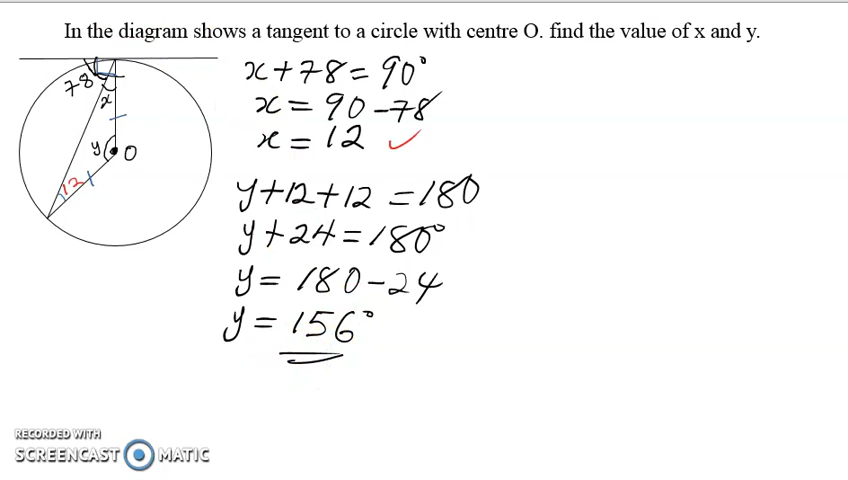 In the diagram shows a tangent to a circle with centre O. find the value of x and y.
78
x
y
O
12
x + 78 = 90°
x = 90 - 78
x = 12 ✓
y + 12 + 12 = 180
y + 24 = 180°
y = 180 - 24
y = 156°
RECORDED WITH
SCREENCAST MATIC